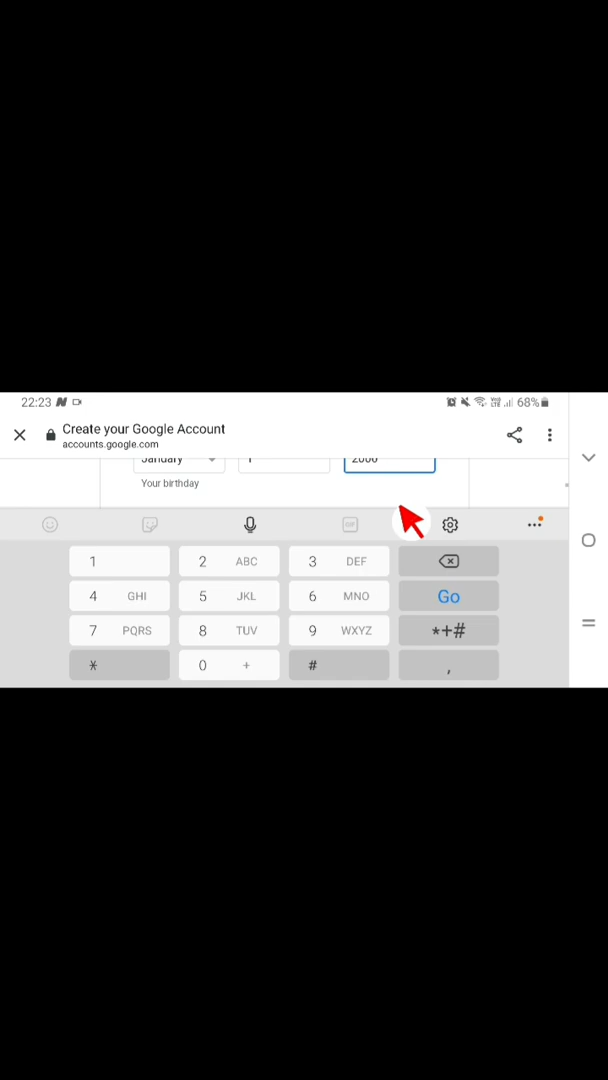 22:23 68%
Create your Google Account
accounts.google.com
January 1 2000
Your birthday
GIF
1 2 ABC 3 DEF
4 GHI 5 JKL 6 MNO Go
7 PQRS 8 TUV 9 WXYZ *+#
* 0 + # ,